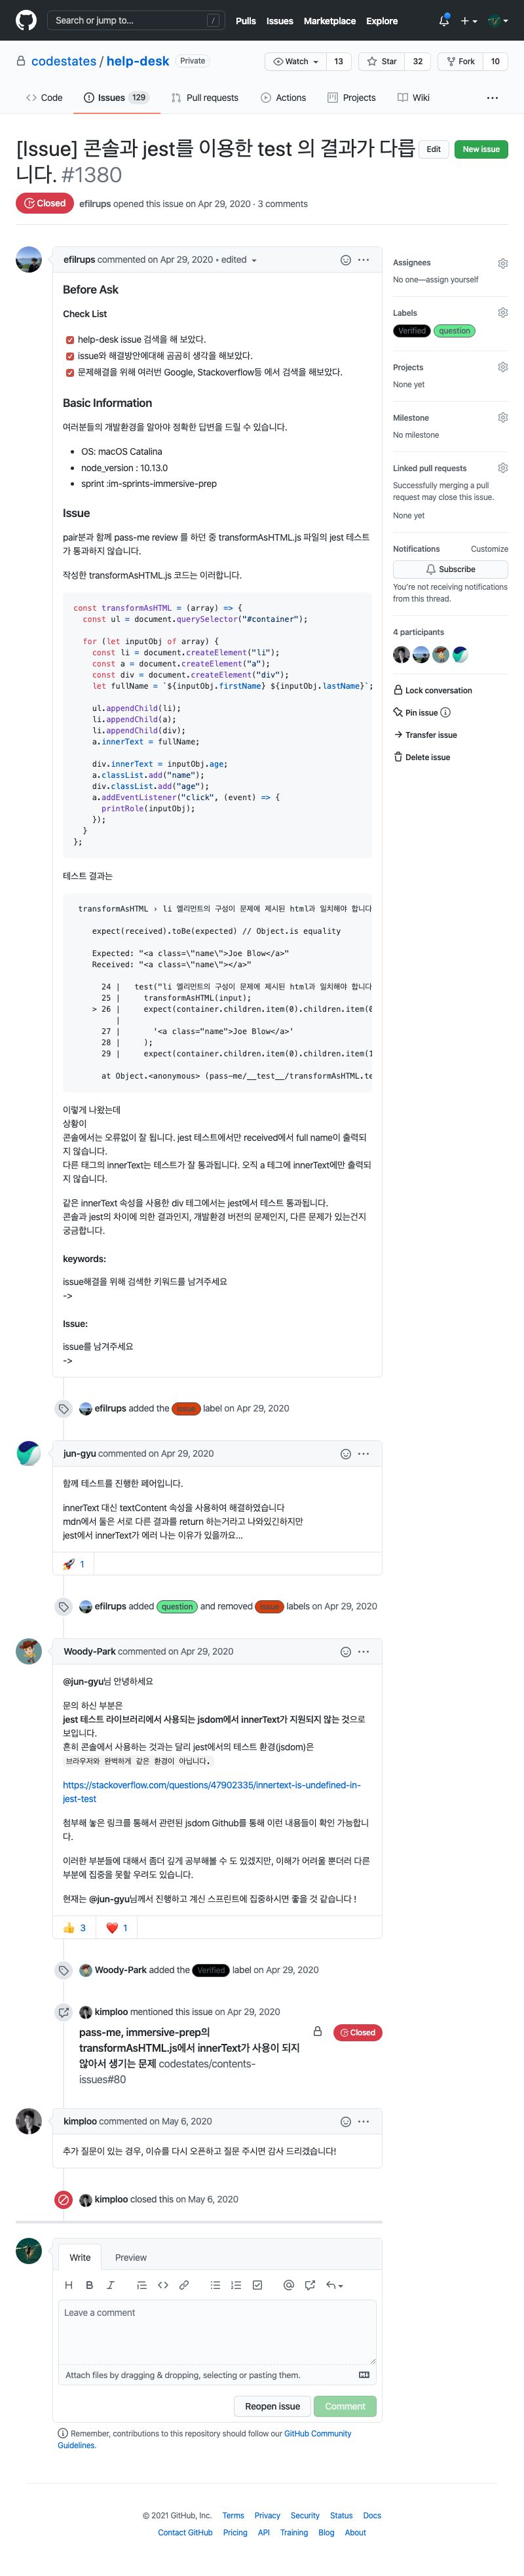 Search or jump to... /
Pulls Issues Marketplace Explore
codestates / help-desk Private
Watch 13 Star 32 Fork 10
Code Issues 129 Pull requests Actions Projects Wiki
[Issue] 콘솔과 jest를 이용한 test 의 결과가 다릅
니다. #1380
Edit New issue
Closed efilrups opened this issue on Apr 29, 2020 · 3 comments
efilrups commented on Apr 29, 2020 • edited
Before Ask
Check List
help-desk issue 검색을 해 보았다.
issue와 해결방안에대해 곰곰히 생각을 해보았다.
문제해결을 위해 여러번 Google, Stackoverflow등 에서 검색을 해보았다.
Basic Information
여러분들의 개발환경을 알아야 정확한 답변을 드릴 수 있습니다.
OS: macOS Catalina
node_version : 10.13.0
sprint :im-sprints-immersive-prep
Issue
pair분과 함께 pass-me review 를 하던 중 transformAsHTML.js 파일의 jest 테스트
가 통과하지 않습니다.
작성한 transformAsHTML.js 코드는 이러합니다.
const transformAsHTML = (array) => {
const ul = document.querySelector("#container");
for (let inputObj of array) {
const li = document.createElement("li");
const a = document.createElement("a");
const div = document.createElement("div");
let fullName = `${inputObj.firstName} ${inputObj.lastName}`;
ul.appendChild(li);
li.appendChild(a);
li.appendChild(div);
a.innerText = fullName;
div.innerText = inputObj.age;
a.classList.add("name");
div.classList.add("age");
a.addEventListener("click", (event) => {
printRole(inputObj);
});
}
};
테스트 결과는
transformAsHTML › li 엘리먼트의 구성이 문제에 제시된 html과 일치해야 합니다
expect(received).toBe(expected) // Object.is equality
Expected: "<a class=\"name\">Joe Blow</a>"
Received: "<a class=\"name\"></a>"
24 | test("li 엘리먼트의 구성이 문제에 제시된 html과 일치해야 합니다
25 | transformAsHTML(input);
> 26 | expect(container.children.item(0).children.item(0
|
27 | '<a class="name">Joe Blow</a>'
28 | );
29 | expect(container.children.item(0).children.item(1
at Object.<anonymous> (pass-me/__test__/transformAsHTML.te
이렇게 나왔는데
상황이
콘솔에서는 오류없이 잘 됩니다. jest 테스트에서만 received에서 full name이 출력되
지 않습니다.
다른 태그의 innerText는 테스트가 잘 통과됩니다. 오직 a 테그에 innerText에만 출력되
지 않습니다.
같은 innerText 속성을 사용한 div 테그에서는 jest에서 테스트 통과됩니다.
콘솔과 jest의 차이에 의한 결과인지, 개발환경 버전의 문제인지, 다른 문제가 있는건지
궁금합니다.
keywords:
issue해결을 위해 검색한 키워드를 남겨주세요
->
Issue:
issue를 남겨주세요
->
efilrups added the issue label on Apr 29, 2020
jun-gyu commented on Apr 29, 2020
함께 테스트를 진행한 페어입니다.
innerText 대신 textContent 속성을 사용하여 해결하였습니다
mdn에서 둘은 서로 다른 결과를 return 하는거라고 나와있긴하지만
jest에서 innerText가 에러 나는 이유가 있을까요...
🚀 1
efilrups added question and removed issue labels on Apr 29, 2020
Woody-Park commented on Apr 29, 2020
@jun-gyu님 안녕하세요
문의 하신 부분은
jest 테스트 라이브러리에서 사용되는 jsdom에서 innerText가 지원되지 않는 것으로
보입니다.
흔히 콘솔에서 사용하는 것과는 달리 jest에서의 테스트 환경(jsdom)은
브라우저와 완벽하게 같은 환경이 아닙니다.
https://stackoverflow.com/questions/47902335/innertext-is-undefined-in-
jest-test
첨부해 놓은 링크를 통해서 관련된 jsdom Github를 통해 이런 내용들이 확인 가능합니
다.
이러한 부분들에 대해서 좀더 깊게 공부해볼 수 도 있겠지만, 이해가 어려울 뿐더러 다른
부분에 집중을 못할 우려도 있습니다.
현재는 @jun-gyu님께서 진행하고 계신 스프린트에 집중하시면 좋을 것 같습니다 !
👍 3 ❤️ 1
Woody-Park added the Verified label on Apr 29, 2020
kimploo mentioned this issue on Apr 29, 2020
pass-me, immersive-prep의
transformAsHTML.js에서 innerText가 사용이 되지
않아서 생기는 문제 codestates/contents-
issues#80
Closed
kimploo commented on May 6, 2020
추가 질문이 있는 경우, 이슈를 다시 오픈하고 질문 주시면 감사 드리겠습니다!
kimploo closed this on May 6, 2020
Write Preview
Leave a comment
Attach files by dragging & dropping, selecting or pasting them.
Reopen issue Comment
Remember, contributions to this repository should follow our GitHub Community
Guidelines.
Assignees
No one—assign yourself
Labels
Verified question
Projects
None yet
Milestone
No milestone
Linked pull requests
Successfully merging a pull
request may close this issue.
None yet
Notifications Customize
Subscribe
You're not receiving notifications
from this thread.
4 participants
Lock conversation
Pin issue
Transfer issue
Delete issue
© 2021 GitHub, Inc. Terms Privacy Security Status Docs
Contact GitHub Pricing API Training Blog About